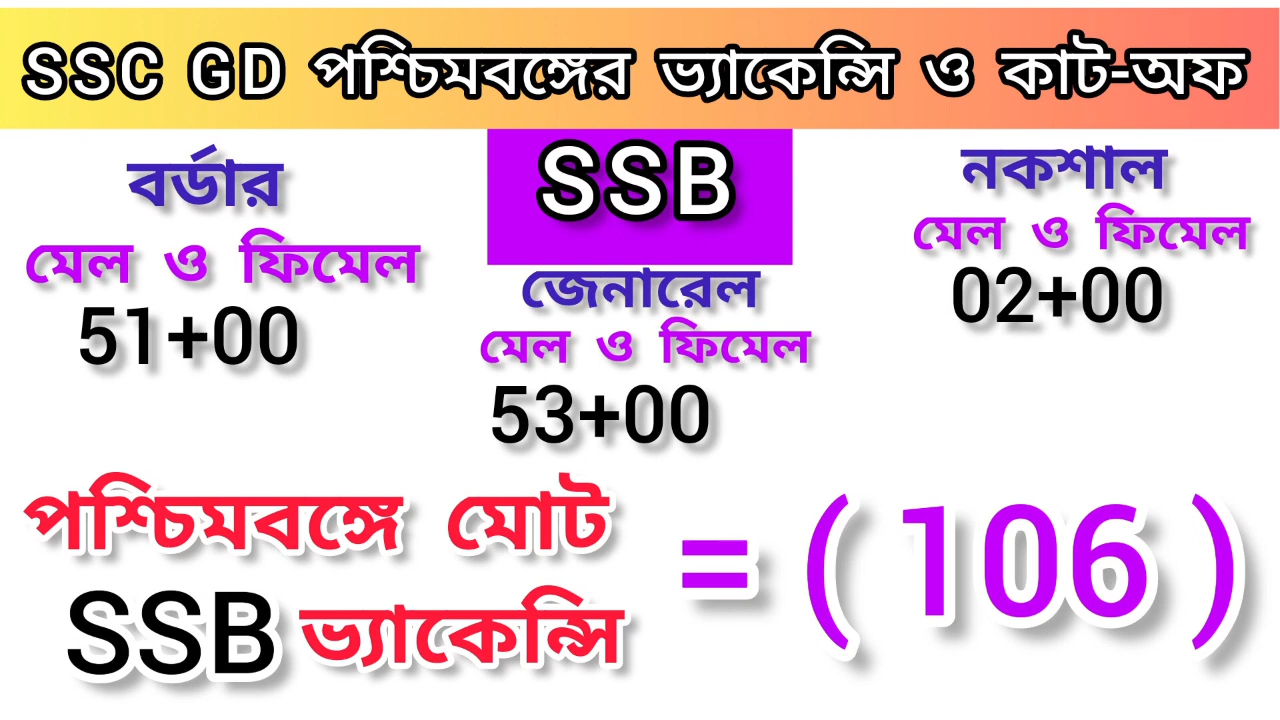 SSC GD পশ্চিমবঙ্গের ভ্যাকেন্সি ও কাট-অফ
SSB
বর্ডার
মেল ও ফিমেল
51+00
জেনারেল
মেল ও ফিমেল
53+00
নকশাল
মেল ও ফিমেল
02+00
পশ্চিমবঙ্গে মোট
SSB ভ্যাকেন্সি
= ( 106 )